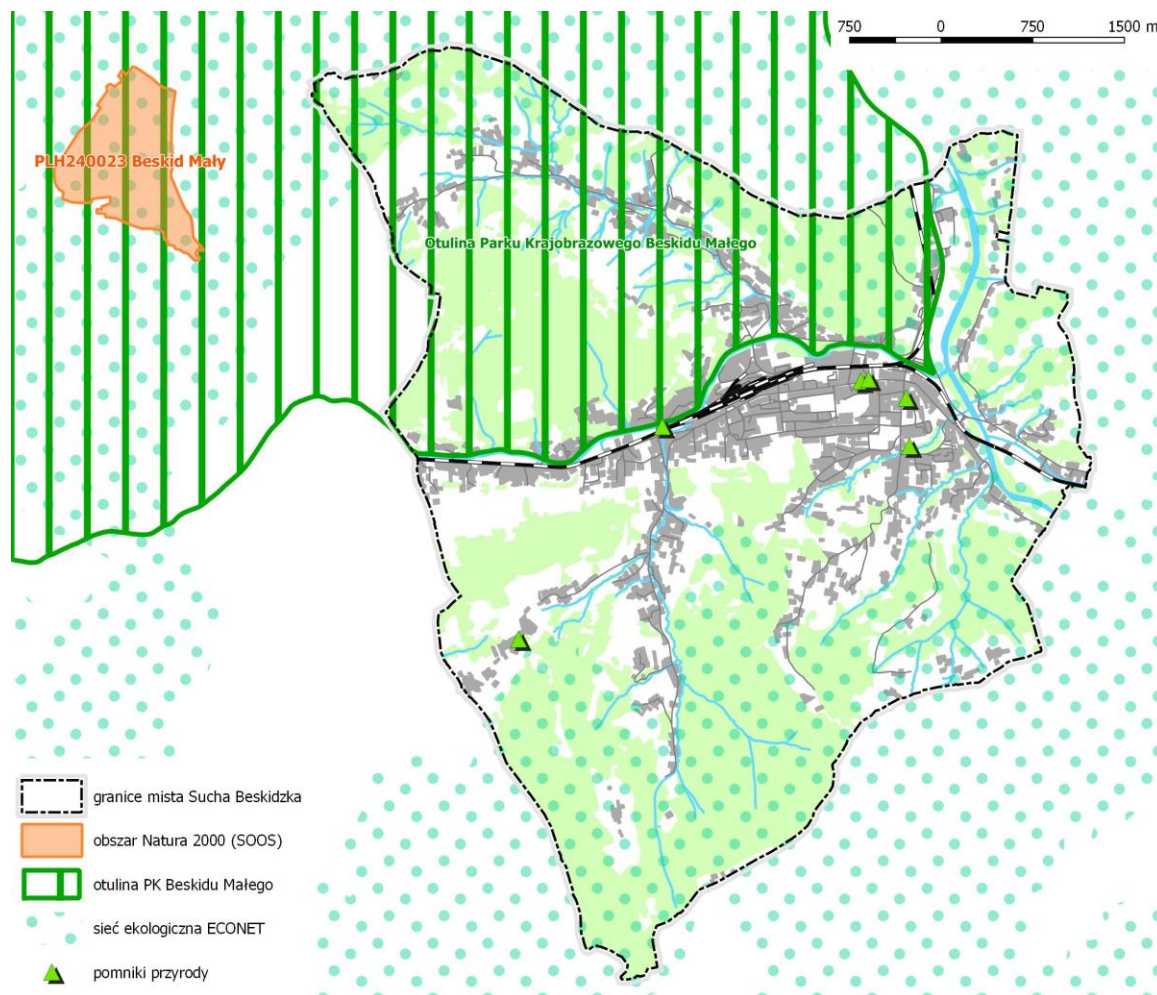 750 0 750 1500 m
PLH240023 Beskid Mały
Otulina Parku Krajobrazowego Beskidu Małego
granice mista Sucha Beskidzka
obszar Natura 2000 (SOOS)
otulina PK Beskidu Małego
sieć ekologiczna ECONET
pomniki przyrody